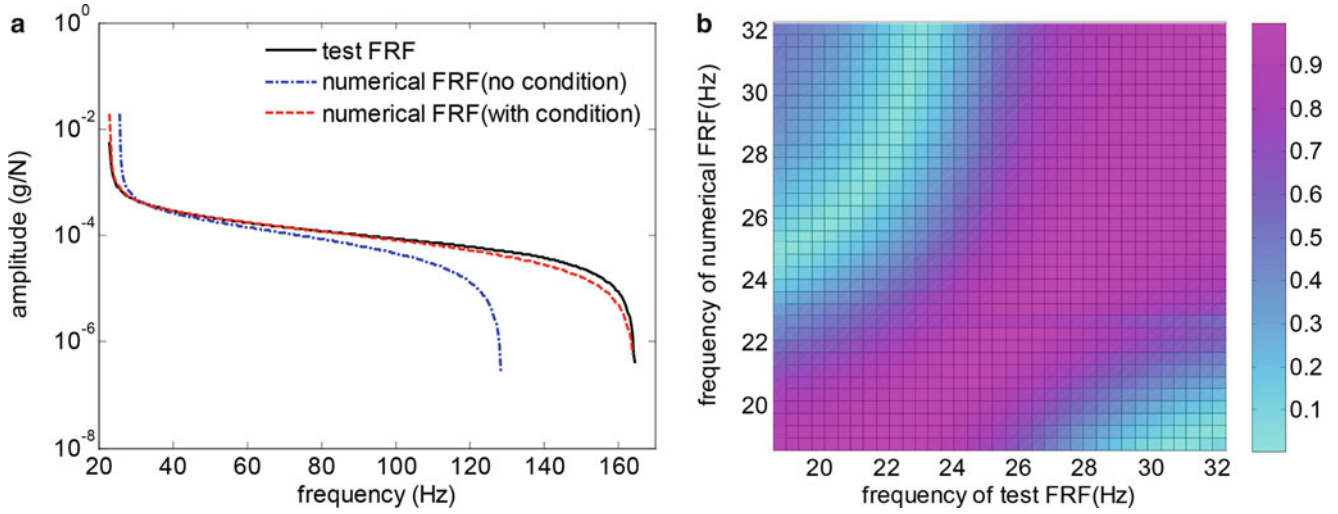 a
10^0
10^-2
10^-4
10^-6
10^-8
amplitude (g/N)
test FRF
numerical FRF(no condition)
numerical FRF(with condition)
20 40 60 80 100 120 140 160
frequency (Hz)
b
32
30
28
26
24
22
20
frequency of numerical FRF(Hz)
20 22 24 26 28 30 32
frequency of test FRF(Hz)
0.9
0.8
0.7
0.6
0.5
0.4
0.3
0.2
0.1